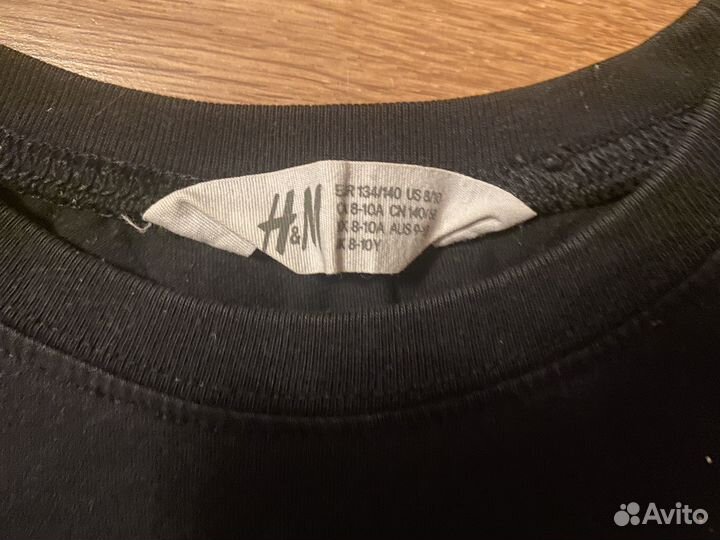 H&M
EUR 134/140 US 8/10
8-10A CN 140/
8-10A AUS
8-10Y
Avito